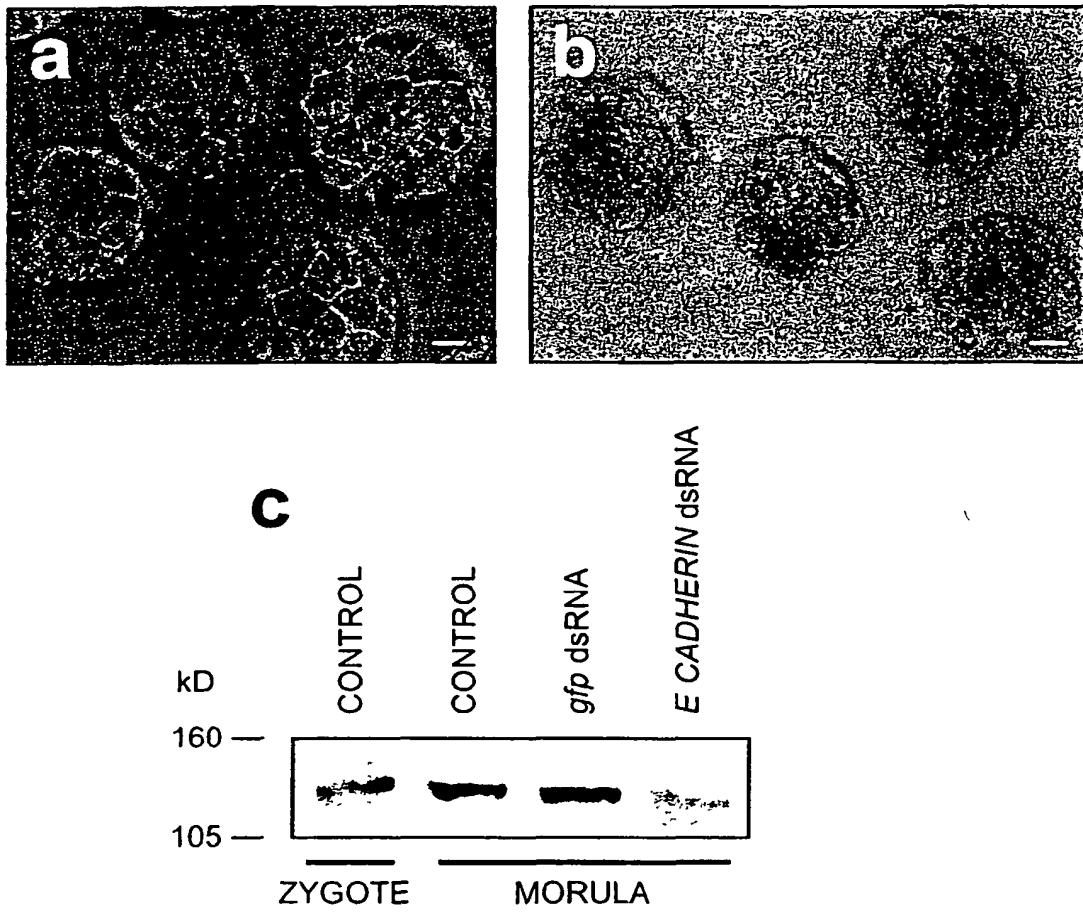 a
b
c
kD
CONTROL
CONTROL
gfp dsRNA
E CADHERIN dsRNA
160
105
ZYGOTE
MORULA